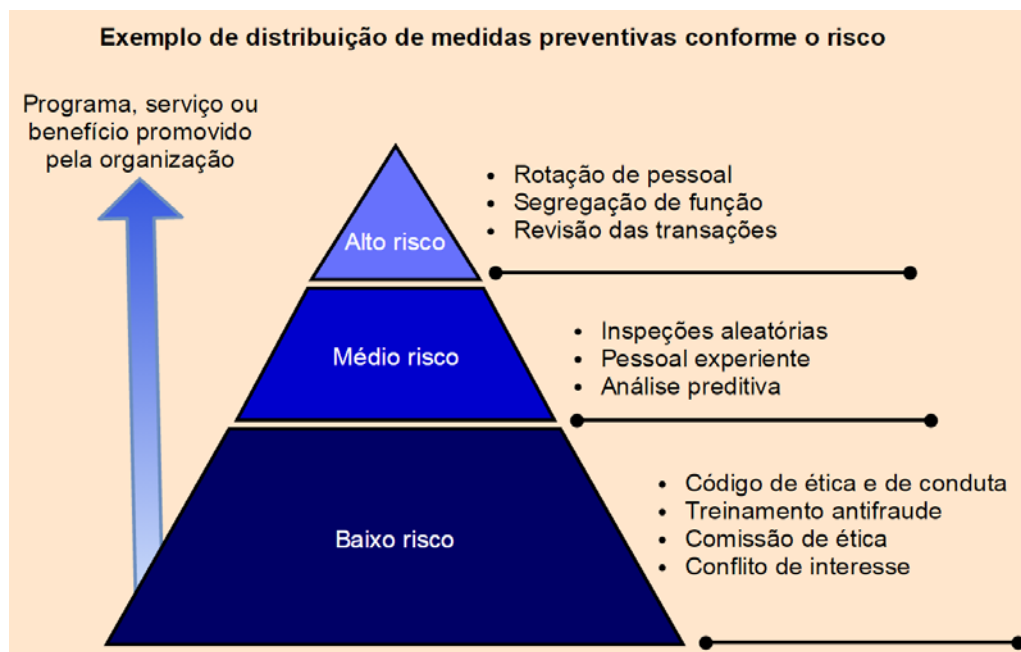 Exemplo de distribuição de medidas preventivas conforme o risco
Programa, serviço ou
benefício promovido
pela organização
Alto risco
• Rotação de pessoal
• Segregação de função
• Revisão das transações
Médio risco
• Inspeções aleatórias
• Pessoal experiente
• Análise preditiva
Baixo risco
• Código de ética e de conduta
• Treinamento antifraude
• Comissão de ética
• Conflito de interesse